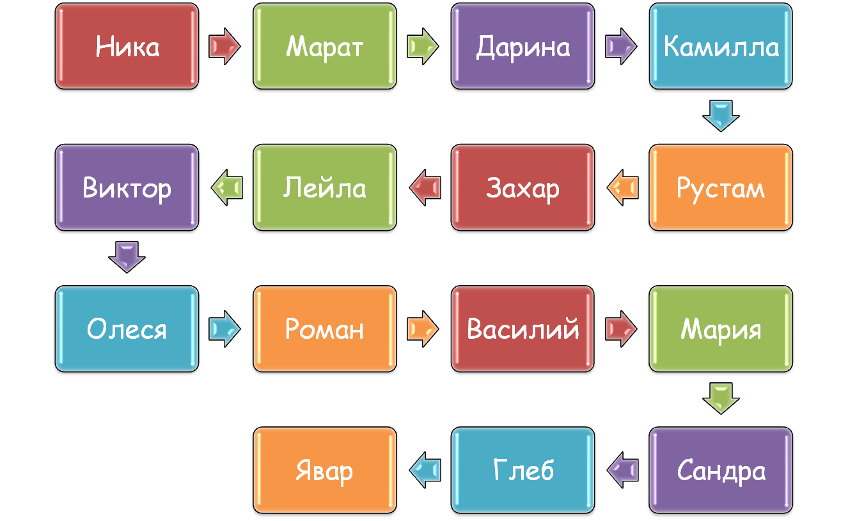 Ника
Марат
Дарина
Камилла
Рустам
Захар
Лейла
Виктор
Олеся
Роман
Василий
Мария
Сандра
Глеб
Явар